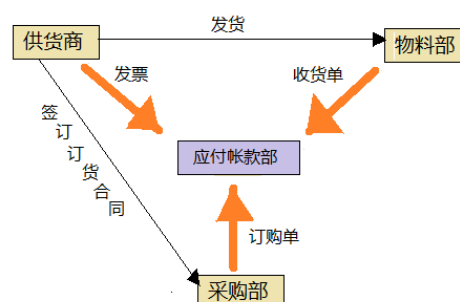 发货
供货商
物料部
发票
收货单
签订订货合同
应付帐款部
订购单
采购部